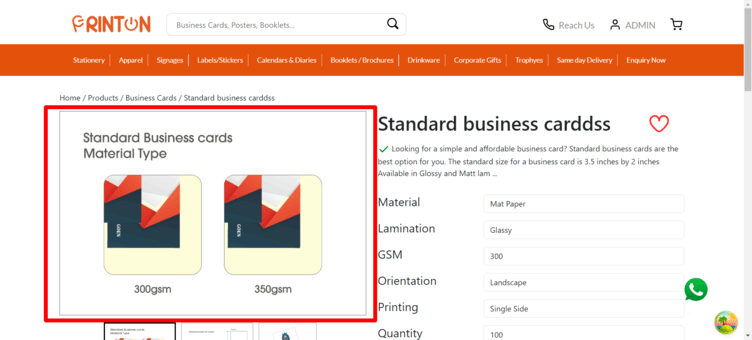 PRINTON
Business Cards, Posters, Booklets...
Reach Us
ADMIN
Stationery
Apparel
Signages
Labels/Stickers
Calendars & Diaries
Booklets / Brochures
Drinkware
Corporate Gifts
Trophyes
Same day Delivery
Enquiry Now
Home / Products / Business Cards / Standard business carddss
Standard Business cards
Material Type
GOEN
GOEN
300gsm
350gsm
Standard business carddss
Looking for a simple and affordable business card? Standard business cards are the
best option for you. The standard size for a business card is 3.5 inches by 2 inches
Available in Glossy and Matt lam ...
Material
Mat Paper
Lamination
Glossy
GSM
300
Orientation
Landscape
Printing
Single Side
Quantity
100